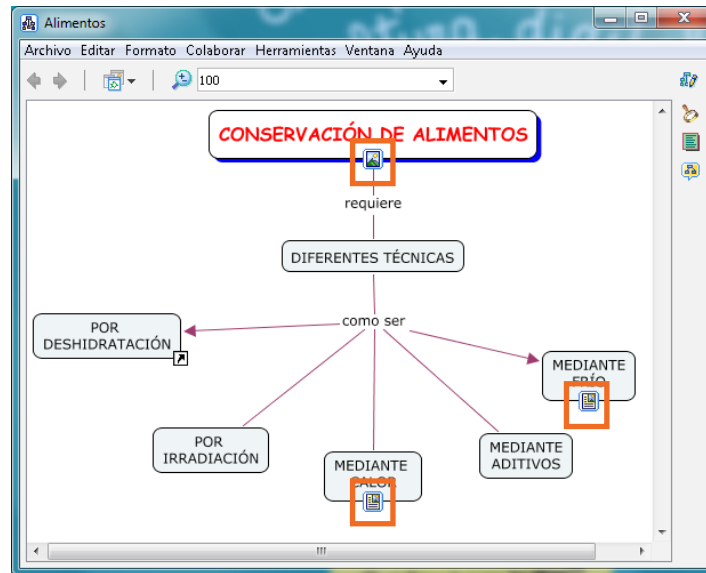 Alimentos
Archivo Editar Formato Colaborar Herramientas Ventana Ayuda
100
CONSERVACIÓN DE ALIMENTOS
requiere
DIFERENTES TÉCNICAS
como ser
POR
DESHIDRATACIÓN
MEDIANTE
FRÍO
POR
IRRADIACIÓN
MEDIANTE
CALOR
MEDIANTE
ADITIVOS